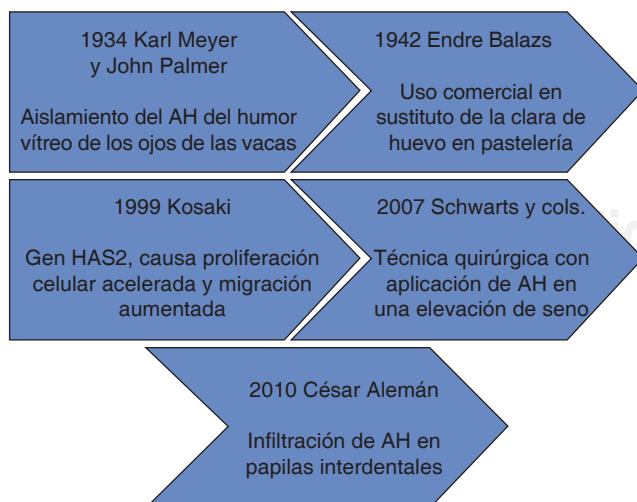 1934 Karl Meyer
y John Palmer
Aislamiento del AH del humor
vítreo de los ojos de las vacas
1942 Endre Balazs
Uso comercial en
sustituto de la clara de
huevo en pastelería
1999 Kosaki
Gen HAS2, causa proliferación
celular acelerada y migración
aumentada
2007 Schwarts y cols.
Técnica quirúrgica con
aplicación de AH en
una elevación de seno
2010 César Alemán
Infiltración de AH en
papilas interdentales